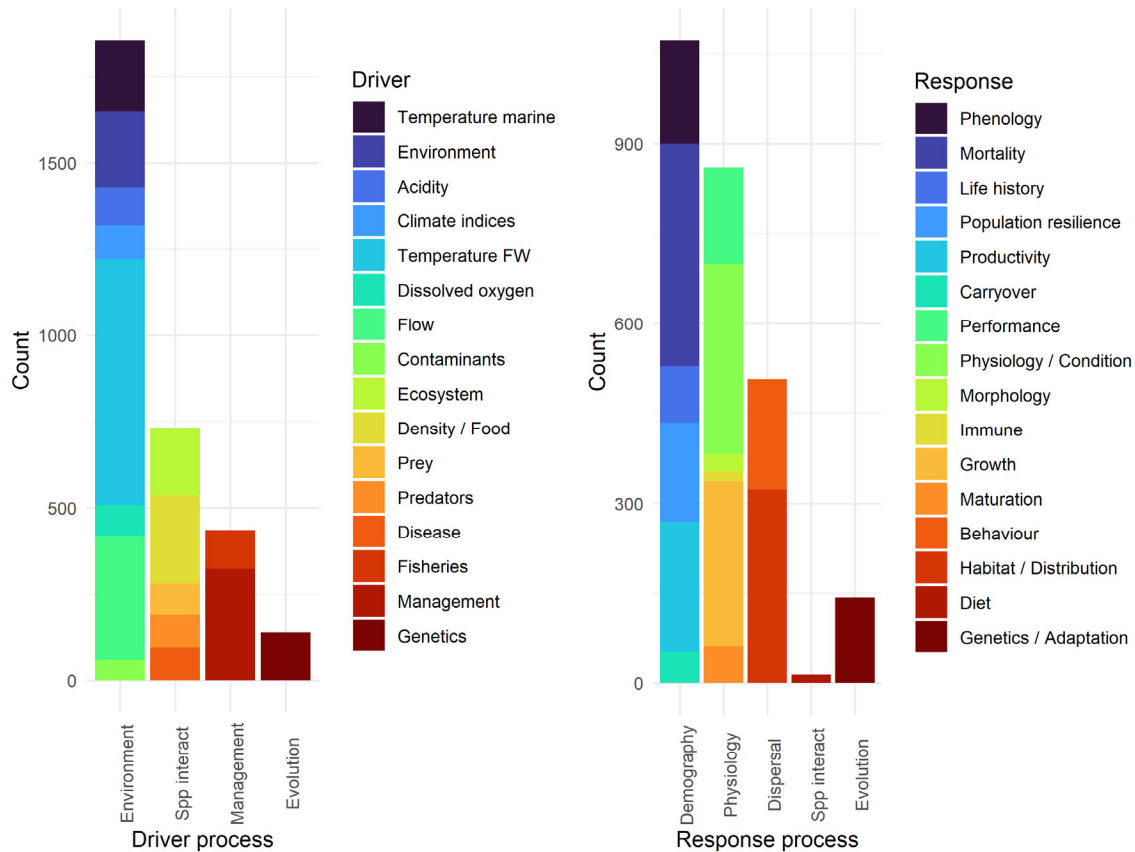 Count
1500
1000
500
0
Environment
Spp interact
Management
Evolution
Driver process
Driver
Temperature marine
Environment
Acidity
Climate indices
Temperature FW
Dissolved oxygen
Flow
Contaminants
Ecosystem
Density / Food
Prey
Predators
Disease
Fisheries
Management
Genetics
Count
900
600
300
0
Demography
Physiology
Dispersal
Spp interact
Evolution
Response process
Response
Phenology
Mortality
Life history
Population resilience
Productivity
Carryover
Performance
Physiology / Condition
Morphology
Immune
Growth
Maturation
Behaviour
Habitat / Distribution
Diet
Genetics / Adaptation